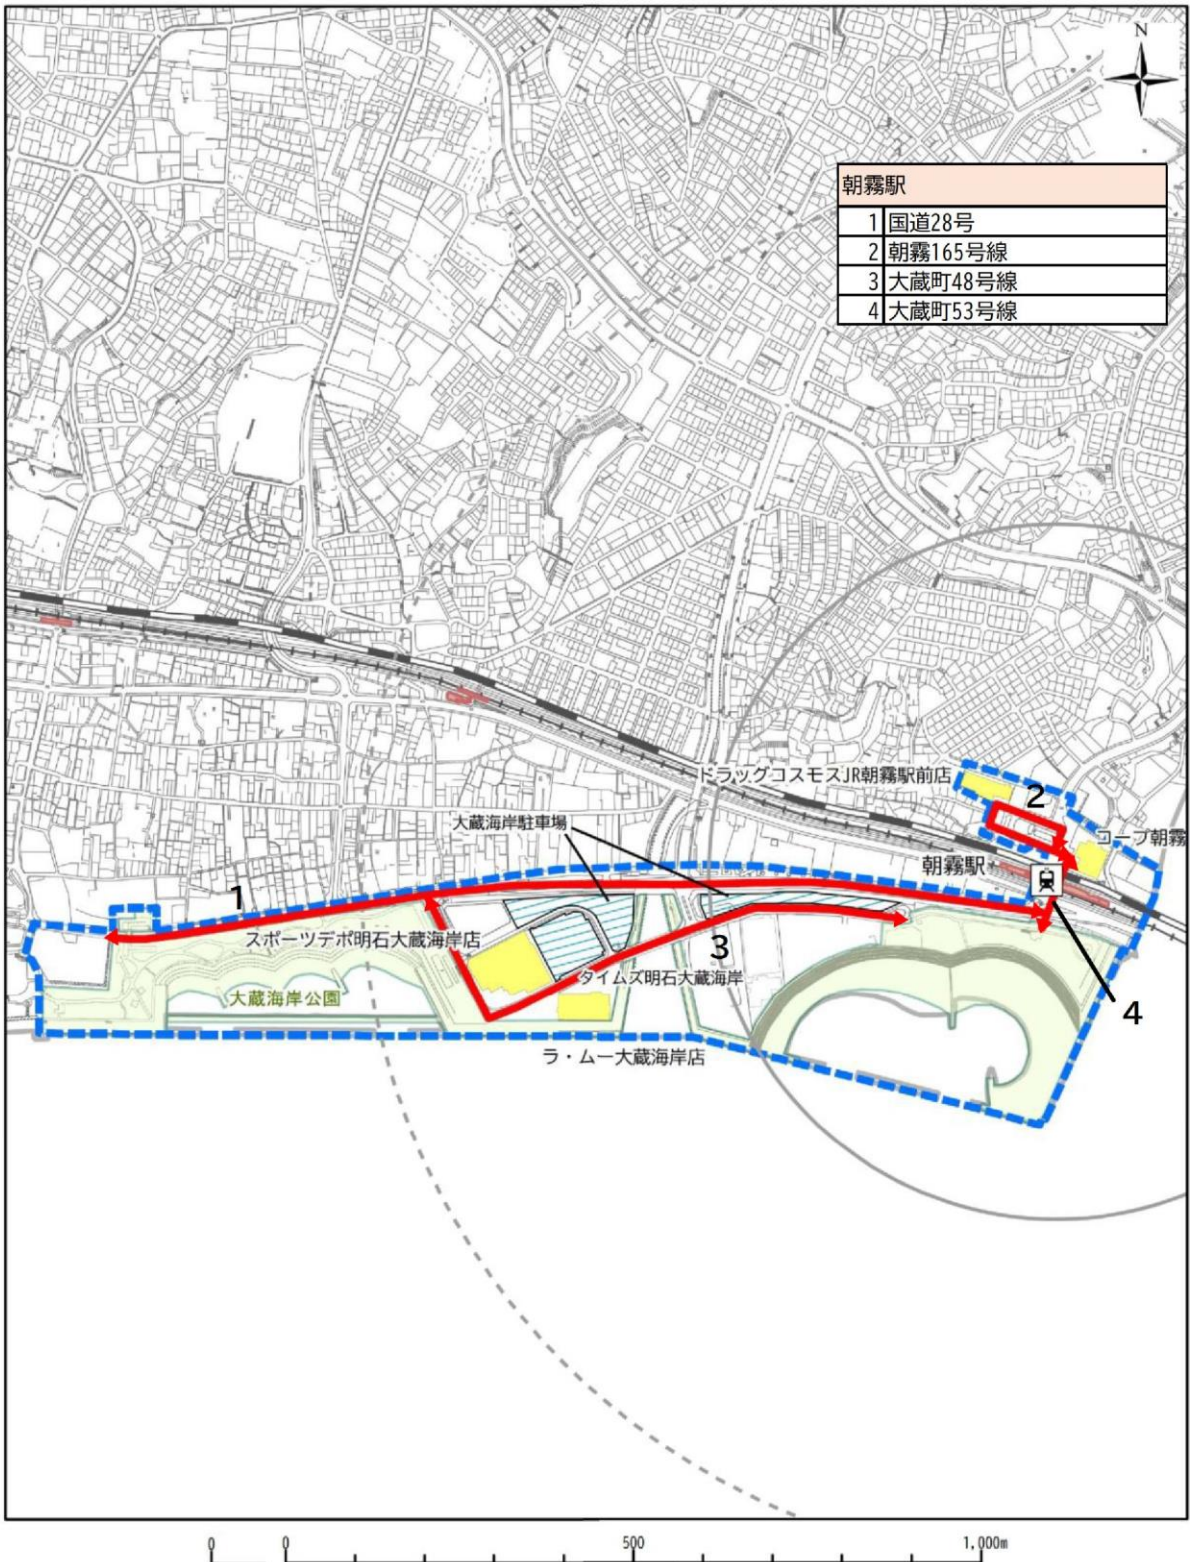 N
朝霧駅
1 国道28号
2 朝霧165号線
3 大蔵町48号線
4 大蔵町53号線
ドラッグコスモスJR朝霧駅前店
2
大蔵海岸駐車場
コープ朝霧
朝霧駅
1
スポーツデポ明石大蔵海岸店
3
タイムズ明石大蔵海岸
大蔵海岸公園
4
ラ・ムー大蔵海岸店
0 0 500 1,000m